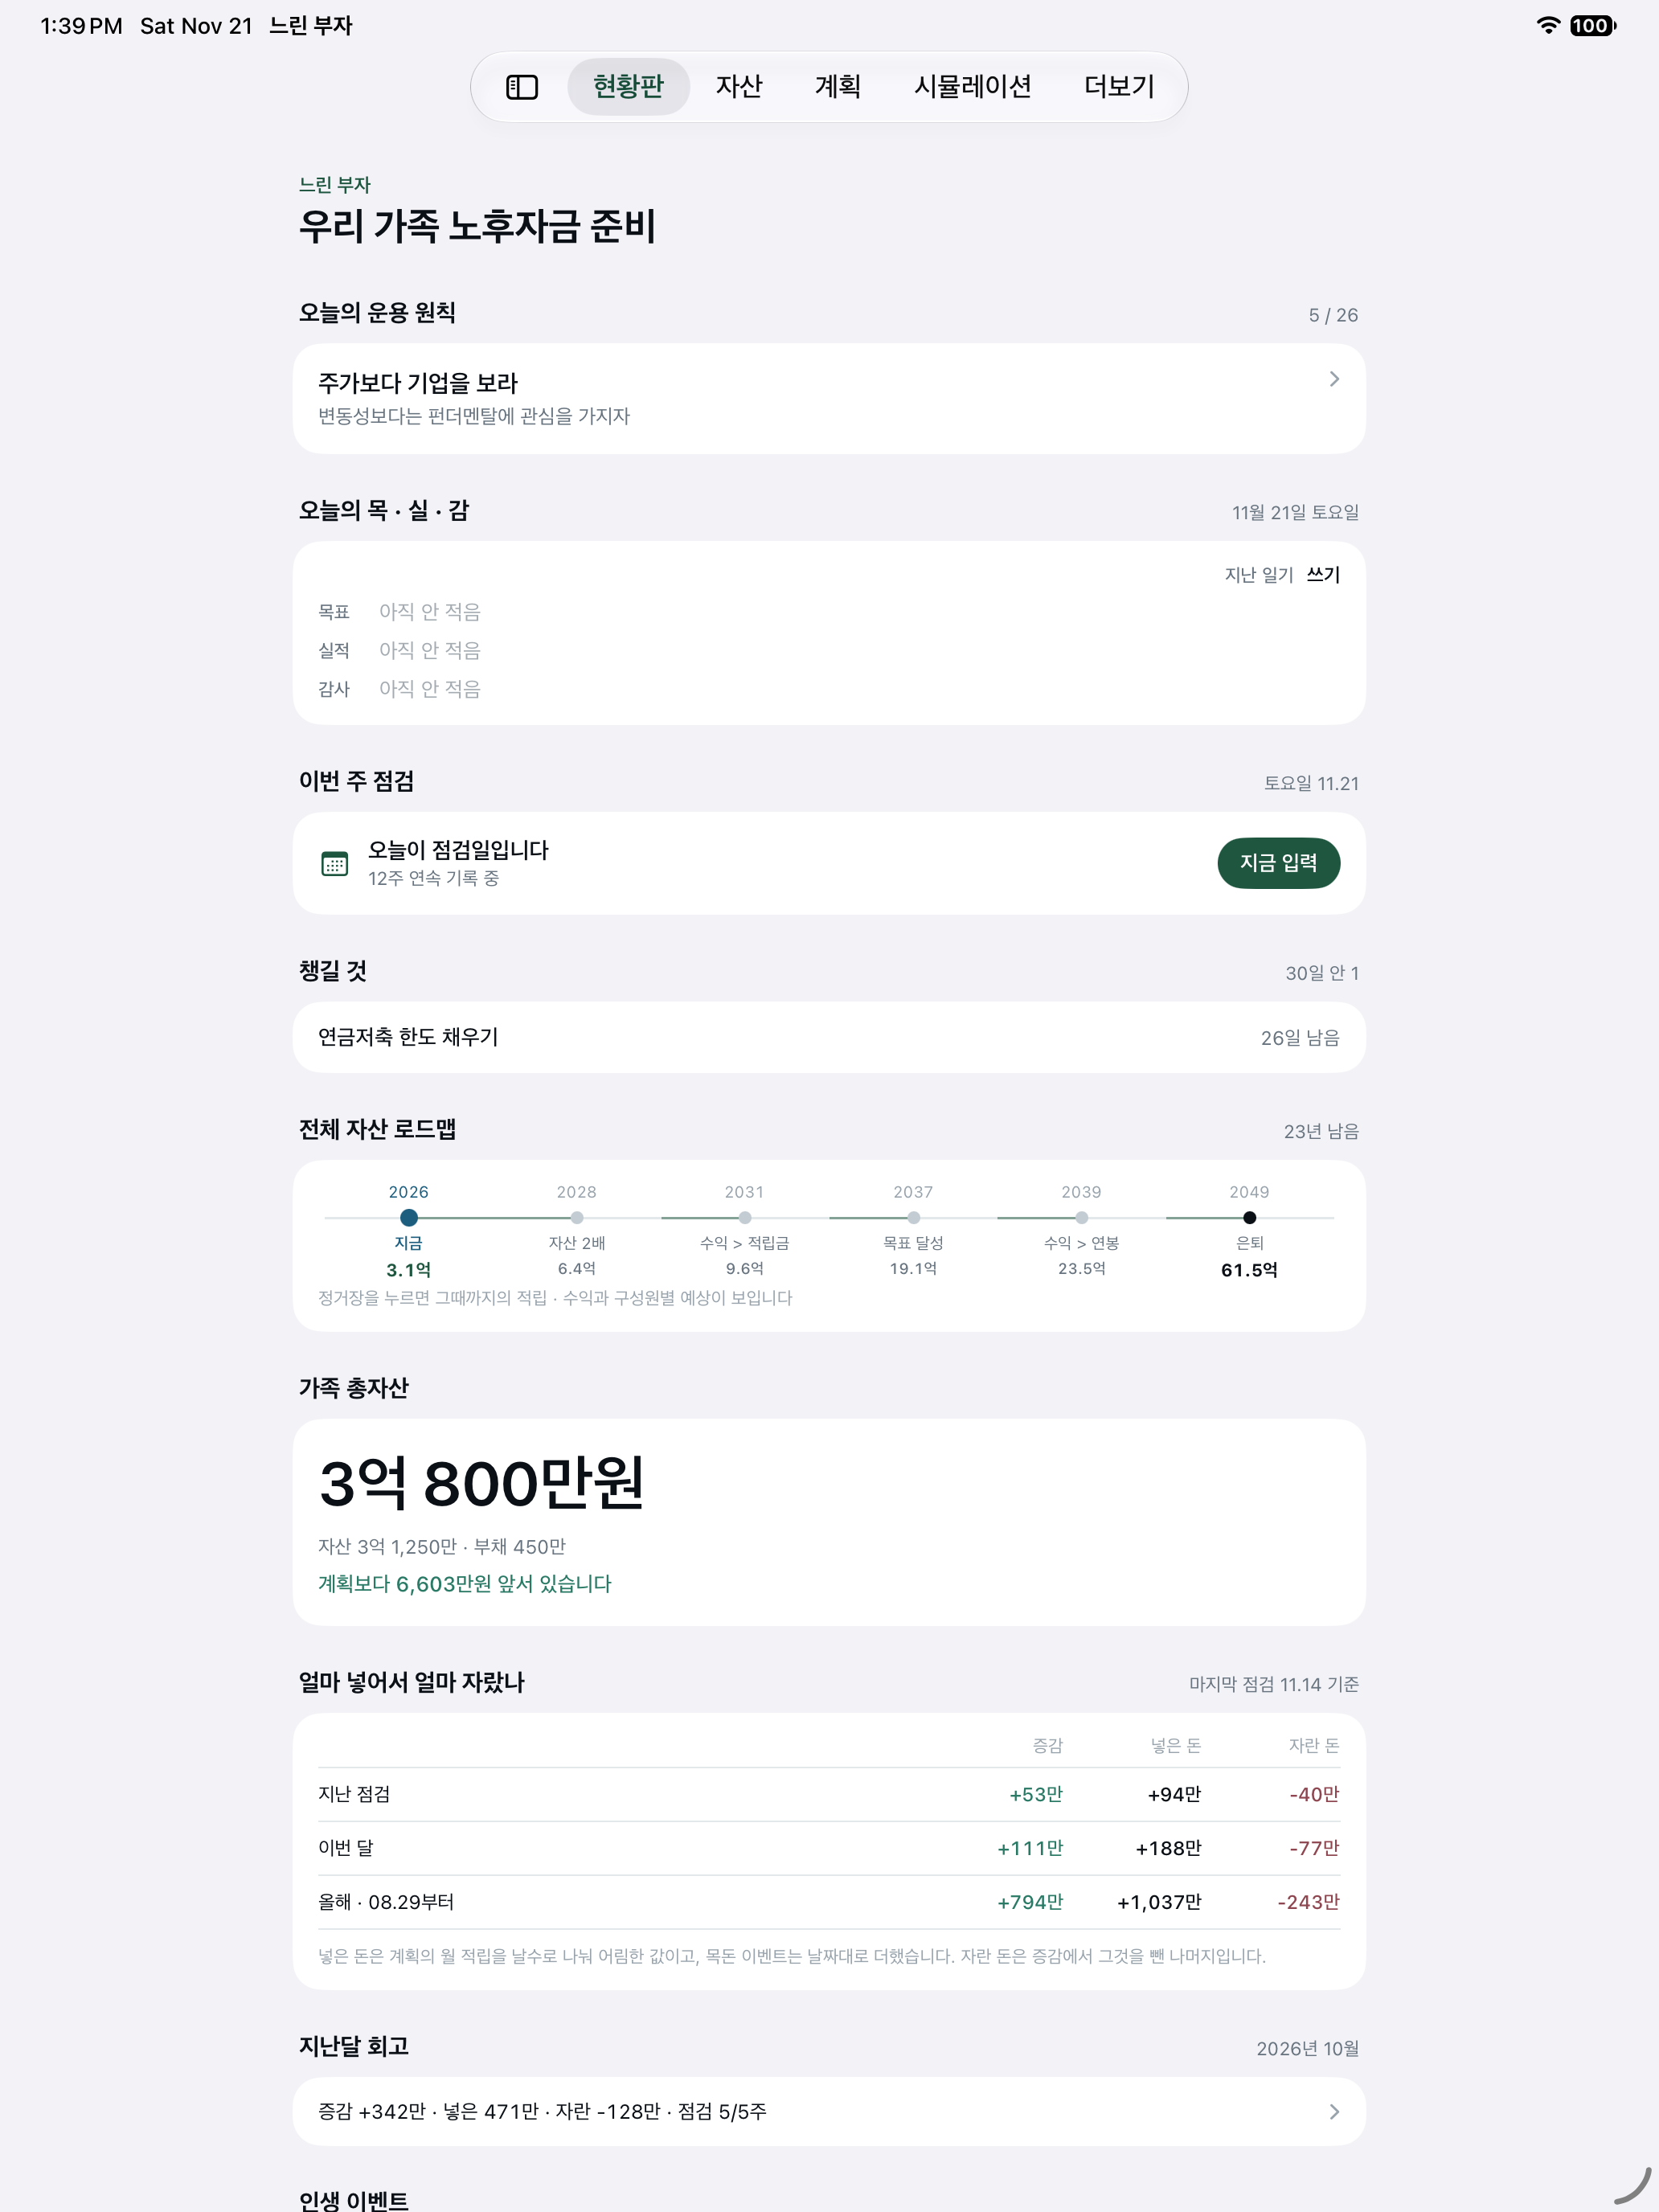 1:39 PM Sat Nov 21 느린 부자
100
현황판 자산 계획 시뮬레이션 더보기
느린 부자
우리 가족 노후자금 준비
오늘의 운용 원칙 5 / 26
주가보다 기업을 보라
변동성보다는 펀더멘탈에 관심을 가지자
오늘의 목 · 실 · 감 11월 21일 토요일
지난 일기 쓰기
목표 아직 안 적음
실적 아직 안 적음
감사 아직 안 적음
이번 주 점검 토요일 11.21
오늘이 점검일입니다
12주 연속 기록 중
지금 입력
챙길 것 30일 안 1
연금저축 한도 채우기 26일 남음
전체 자산 로드맵 23년 남음
2026 2028 2031 2037 2039 2049
지금 자산 2배 수익 > 적립금 목표 달성 수익 > 연봉 은퇴
3.1억 6.4억 9.6억 19.1억 23.5억 61.5억
정거장을 누르면 그때까지의 적립 · 수익과 구성원별 예상이 보입니다
가족 총자산
3억 800만원
자산 3억 1,250만 · 부채 450만
계획보다 6,603만원 앞서 있습니다
얼마 넣어서 얼마 자랐나 마지막 점검 11.14 기준
증감 넣은 돈 자란 돈
지난 점검 +53만 +94만 -40만
이번 달 +111만 +188만 -77만
올해 · 08.29부터 +794만 +1,037만 -243만
넣은 돈은 계획의 월 적립을 날수로 나눠 어림한 값이고, 목돈 이벤트는 날짜대로 더했습니다. 자란 돈은 증감에서 그것을 뺀 나머지입니다.
지난달 회고 2026년 10월
증감 +342만 · 넣은 471만 · 자란 -128만 · 점검 5/5주
인생 이벤트